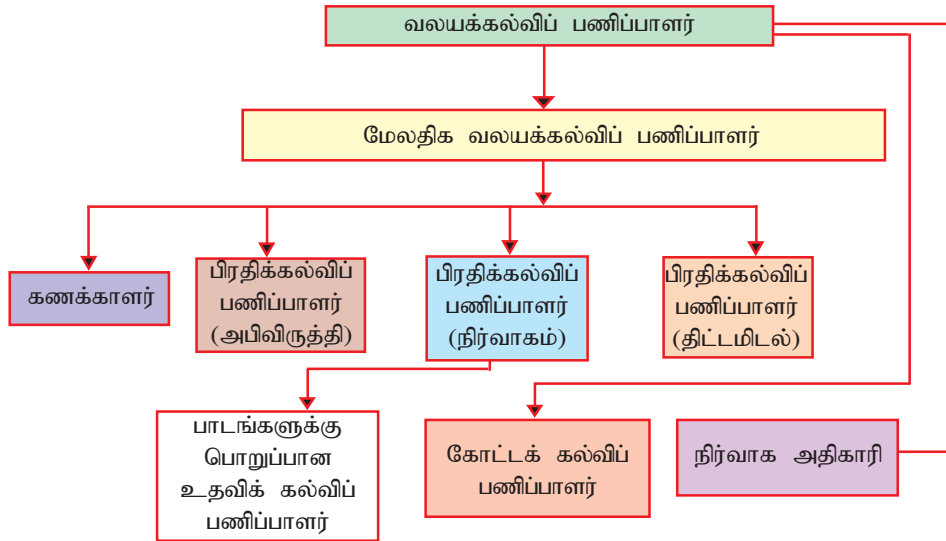 வலயக்கல்விப் பணிப்பாளர்
மேலதிக வலயக்கல்விப் பணிப்பாளர்
கணக்காளர்
பிரதிக்கல்விப்
பணிப்பாளர்
(அபிவிருத்தி)
பிரதிக்கல்விப்
பணிப்பாளர்
(நிர்வாகம்)
பிரதிக்கல்விப்
பணிப்பாளர்
(திட்டமிடல்)
பாடங்களுக்கு
பொறுப்பான
உதவிக் கல்விப்
பணிப்பாளர்
கோட்டக் கல்விப்
பணிப்பாளர்
நிர்வாக அதிகாரி